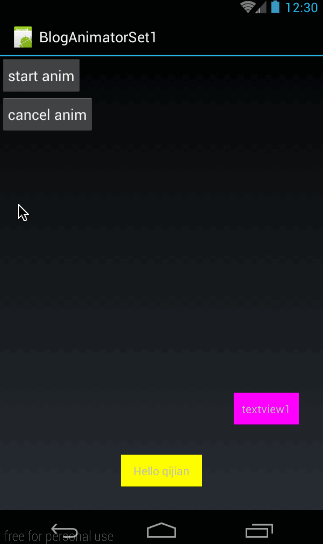 12:30
BlogAnimatorSet1
start anim
cancel anim
textview1
Hello qijian
free for personal use